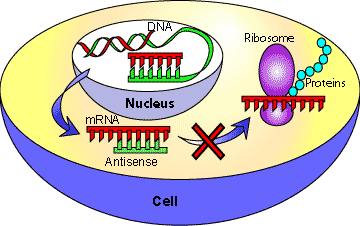 DNA
Ribosome
Proteins
Nucleus
mRNA
Antisense
Cell